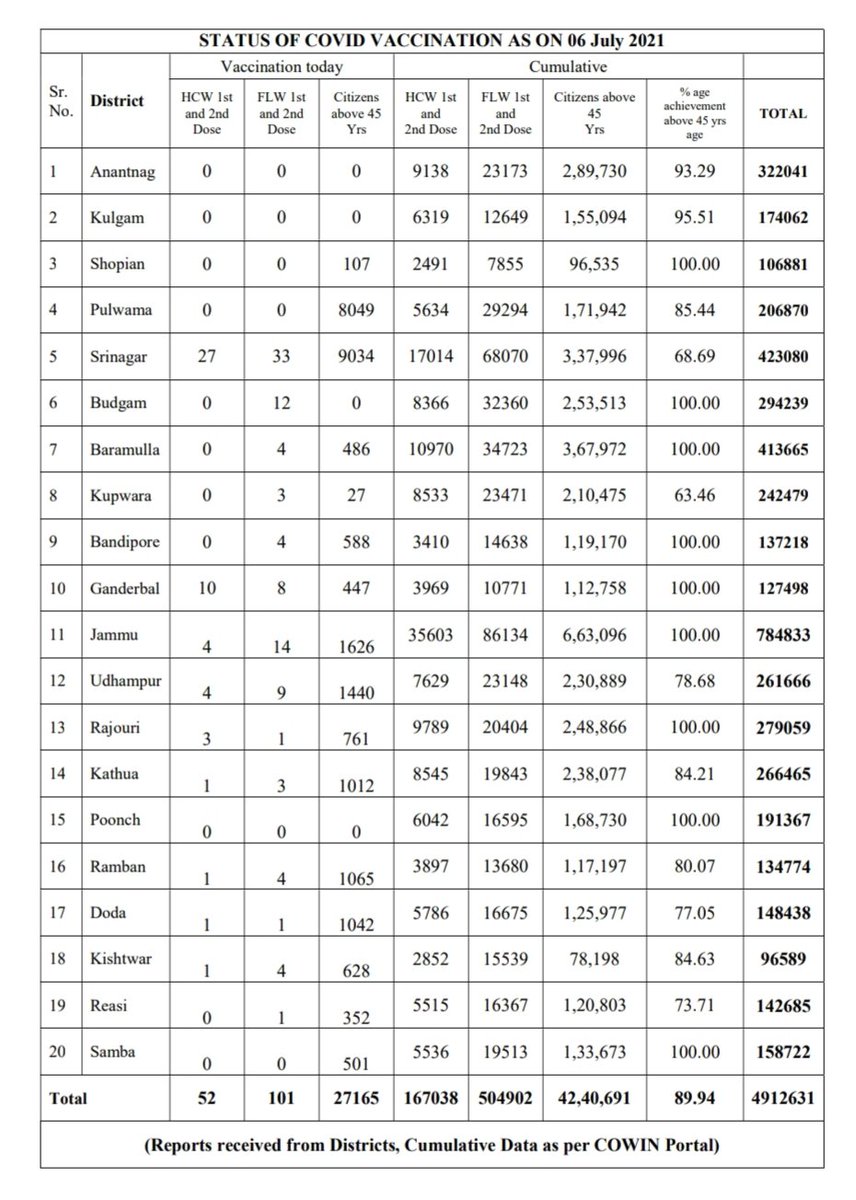 STATUS OF COVID VACCINATION AS ON 06 July 2021
Sr. No. District Vaccination today Cumulative
HCW 1st and 2nd Dose FLW 1st and 2nd Dose Citizens above 45 Yrs HCW 1st and 2nd Dose FLW 1st and 2nd Dose Citizens above 45 Yrs % age achievement above 45 yrs age TOTAL
1 Anantnag 0 0 0 9138 23173 2,89,730 93.29 322041
2 Kulgam 0 0 0 6319 12649 1,55,094 95.51 174062
3 Shopian 0 0 107 2491 7855 96,535 100.00 106881
4 Pulwama 0 0 8049 5634 29294 1,71,942 85.44 206870
5 Srinagar 27 33 9034 17014 68070 3,37,996 68.69 423080
6 Budgam 0 12 0 8366 32360 2,53,513 100.00 294239
7 Baramulla 0 4 486 10970 34723 3,67,972 100.00 413665
8 Kupwara 0 3 27 8533 23471 2,10,475 63.46 242479
9 Bandipore 0 4 588 3410 14638 1,19,170 100.00 137218
10 Ganderbal 10 8 447 3969 10771 1,12,758 100.00 127498
11 Jammu 4 14 1626 35603 86134 6,63,096 100.00 784833
12 Udhampur 4 9 1440 7629 23148 2,30,889 78.68 261666
13 Rajouri 3 1 761 9789 20404 2,48,866 100.00 279059
14 Kathua 1 3 1012 8545 19843 2,38,077 84.21 266465
15 Poonch 0 0 0 6042 16595 1,68,730 100.00 191367
16 Ramban 1 4 1065 3897 13680 1,17,197 80.07 134774
17 Doda 1 1 1042 5786 16675 1,25,977 77.05 148438
18 Kishtwar 1 4 628 2852 15539 78,198 84.63 96589
19 Reasi 0 1 352 5515 16367 1,20,803 73.71 142685
20 Samba 0 0 501 5536 19513 1,33,673 100.00 158722
Total 52 101 27165 167038 504902 42,40,691 89.94 4912631
(Reports received from Districts, Cumulative Data as per COWIN Portal)